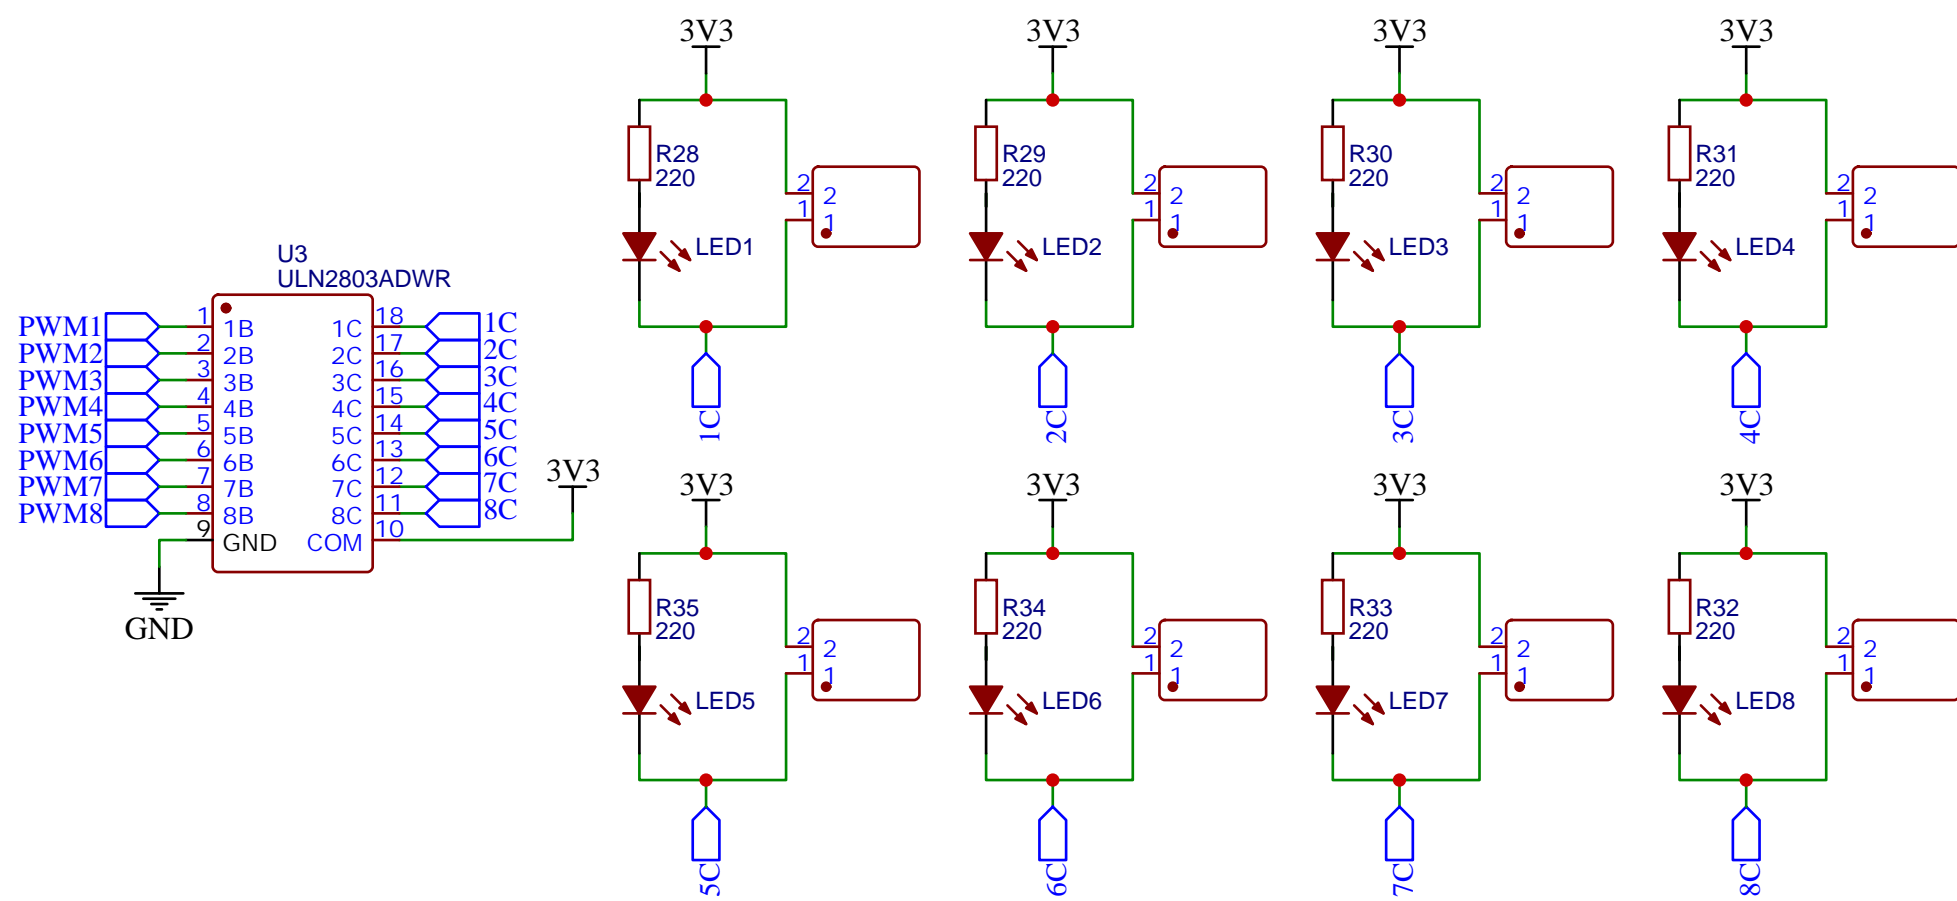 3V3 3V3 3V3 3V3
R28
220
2 2
1 1
LED1
1C
R29
220
2 2
1 1
LED2
2C
R30
220
2 2
1 1
LED3
3C
R31
220
2 2
1 1
LED4
4C
U3
ULN2803ADWR
PWM1 1 1B 1C 18 1C
PWM2 2 2B 2C 17 2C
PWM3 3 3B 3C 16 3C
PWM4 4 4B 4C 15 4C
PWM5 5 5B 5C 14 5C
PWM6 6 6B 6C 13 6C
PWM7 7 7B 7C 12 7C
PWM8 8 8B 8C 11 8C
9 GND COM 10
3V3
GND
3V3 3V3 3V3 3V3
R35
220
2 2
1 1
LED5
5C
R34
220
2 2
1 1
LED6
6C
R33
220
2 2
1 1
LED7
7C
R32
220
2 2
1 1
LED8
8C